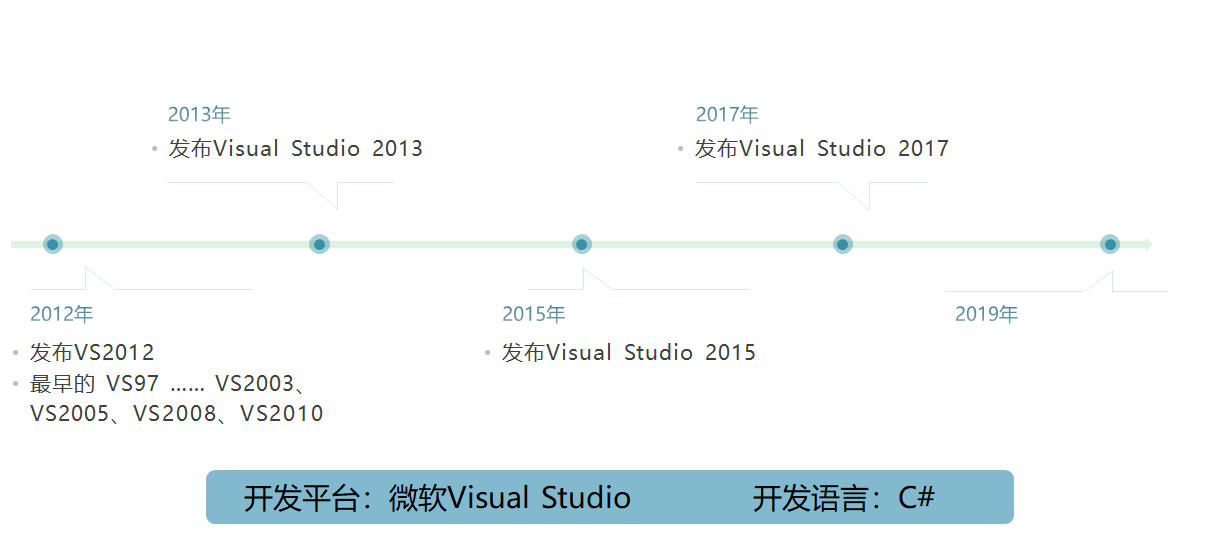 2013年
• 发布Visual Studio 2013
2017年
• 发布Visual Studio 2017
2012年
• 发布VS2012
• 最早的 VS97 …… VS2003、
VS2005、VS2008、VS2010
2015年
• 发布Visual Studio 2015
2019年
开发平台：微软Visual Studio 开发语言：C#